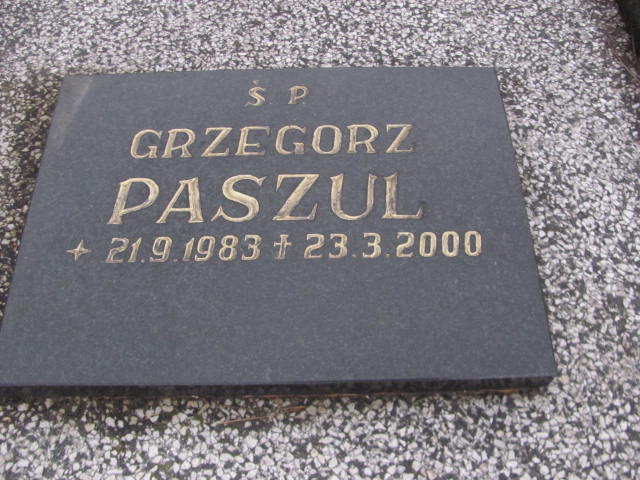 Ś. P.
GRZEGORZ
PASZUL
✦ 21.9.1983 ✝ 23.3.2000